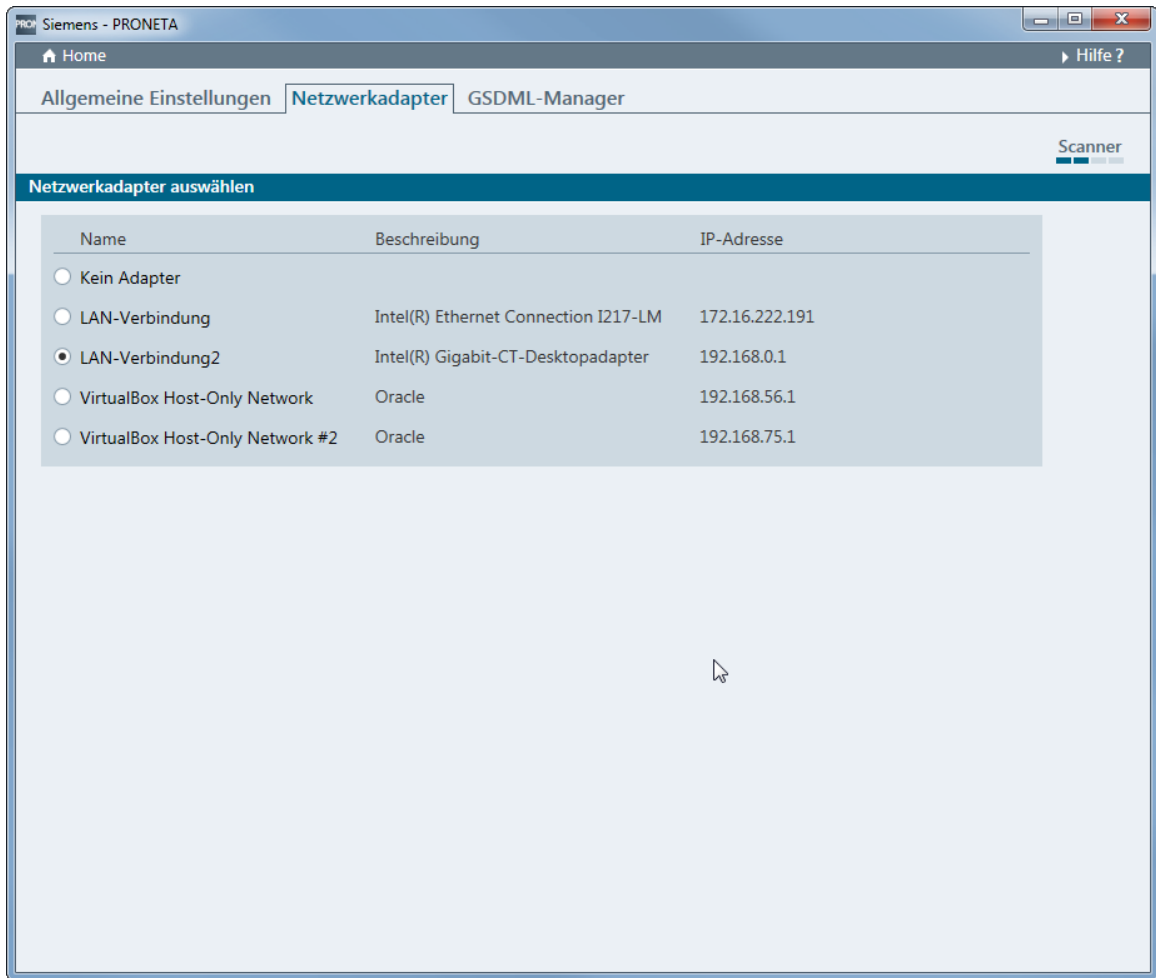 PRON Siemens - PRONETA
Home Hilfe ?
Allgemeine Einstellungen Netzwerkadapter GSDML-Manager
Scanner
Netzwerkadapter auswählen
Name Beschreibung IP-Adresse
Kein Adapter
LAN-Verbindung Intel(R) Ethernet Connection I217-LM 172.16.222.191
LAN-Verbindung2 Intel(R) Gigabit-CT-Desktopadapter 192.168.0.1
VirtualBox Host-Only Network Oracle 192.168.56.1
VirtualBox Host-Only Network #2 Oracle 192.168.75.1